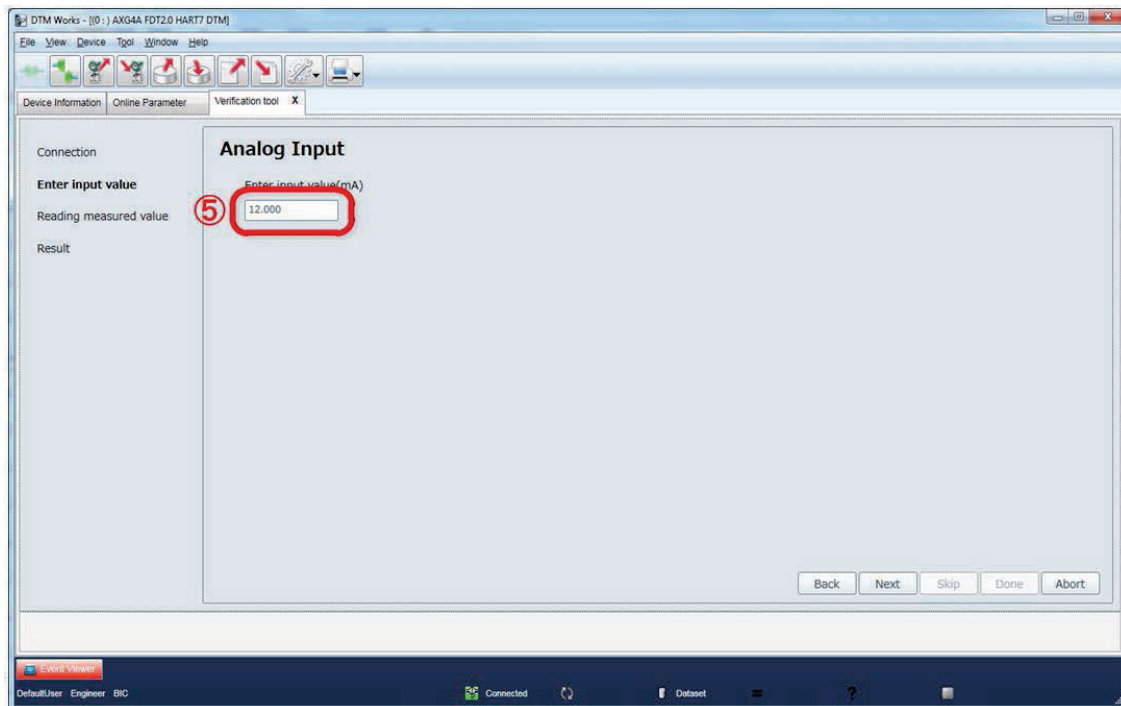 DTM Works - [(0 : ) AXG4A FDT2.0 HART7 DTM]
File View Device Tool Window Help
Device Information Online Parameter Verification tool X
Connection
Enter input value
Reading measured value
Result
Analog Input
Enter input value(mA)
⑤ 12.000
Back Next Skip Done Abort
Event Viewer
DefaultUser Engineer BIC Connected Dataset = ?